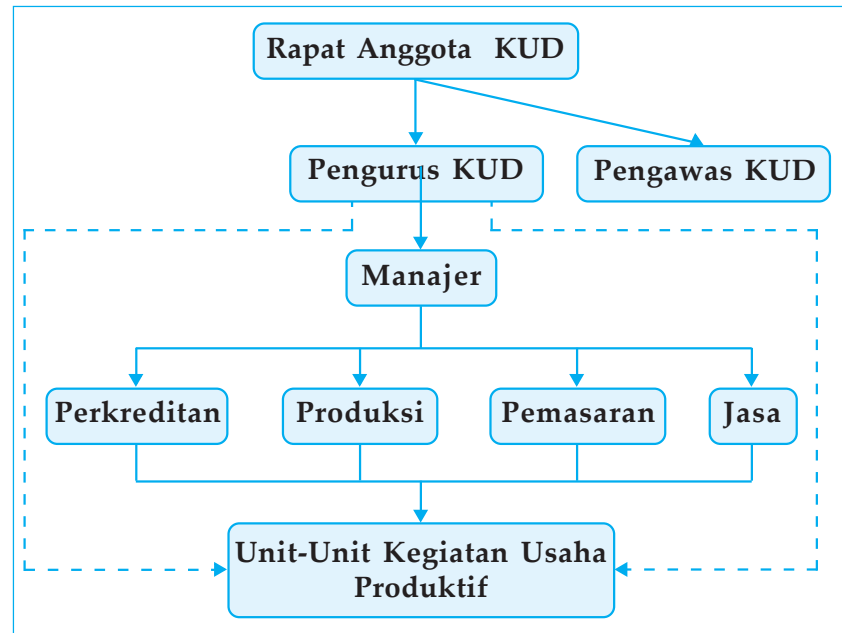 Rapat Anggota KUD
Pengurus KUD
Pengawas KUD
Manajer
Perkreditan
Produksi
Pemasaran
Jasa
Unit-Unit Kegiatan Usaha
Produktif